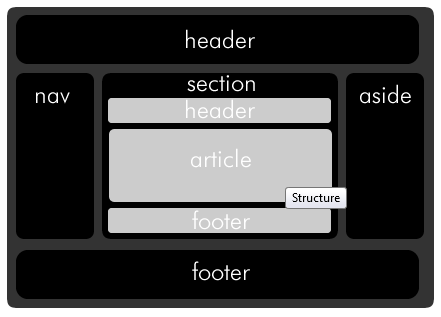 header
nav
section
aside
header
article
Structure
footer
footer